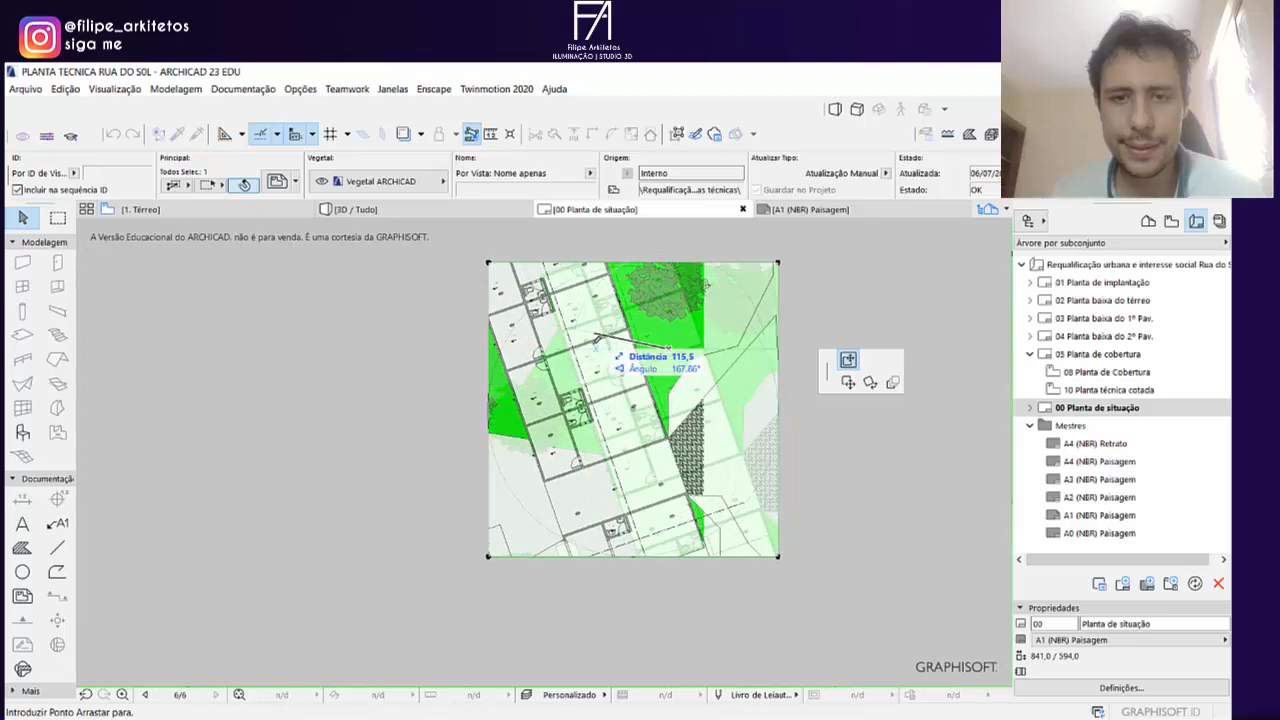 @filipe_arkitetos
siga me
FA
Filipe Arkitetos
ILUMINAÇÃO | STUDIO 3D
PLANTA TECNICA RUA DO S0L - ARCHICAD 23 EDU
Arquivo Edição Visualização Modelagem Documentação Opções Teamwork Janelas Enscape Twinmotion 2020 Ajuda
ID: Principal: Vegetal: Nome: Origem: Atualizar Tipo: Estado:
Por ID de Vis... Todos Selec.: 1 Vegetal ARCHICAD Por Vista: Nome apenas Interno Atualização Manual Atualizada: 06/07/20
Incluir na sequência ID \Requalificaçã...as técnicas\ Guardar no Projeto Estado: OK
[1. Térreo] [3D / Tudo] [00 Planta de situação] [A1 (NBR) Paisagem]
A Versão Educacional do ARCHICAD, não é para venda. É uma cortesia da GRAPHISOFT.
Modelagem
Documentação
Mais
Distância 115,5
Ângulo 167,86°
Árvore por subconjunto
Requalificação urbana e interesse social Rua do S
01 Planta de implantação
02 Planta baixa do térreo
03 Planta baixa do 1º Pav.
04 Planta baixa do 2º Pav.
05 Planta de cobertura
08 Planta de Cobertura
10 Planta técnica cotada
00 Planta de situação
Mestres
A4 (NBR) Retrato
A4 (NBR) Paisagem
A3 (NBR) Paisagem
A2 (NBR) Paisagem
A1 (NBR) Paisagem
A0 (NBR) Paisagem
Propriedades
00 Planta de situação
A1 (NBR) Paisagem
841,0 / 594,0
Definições...
GRAPHISOFT.
6/6 n/d n/d n/d n/d Personalizado n/d n/d Livro de Leiaut... n/d n/d
Introduzir Ponto Arrastar para.
GRAPHISOFT ID